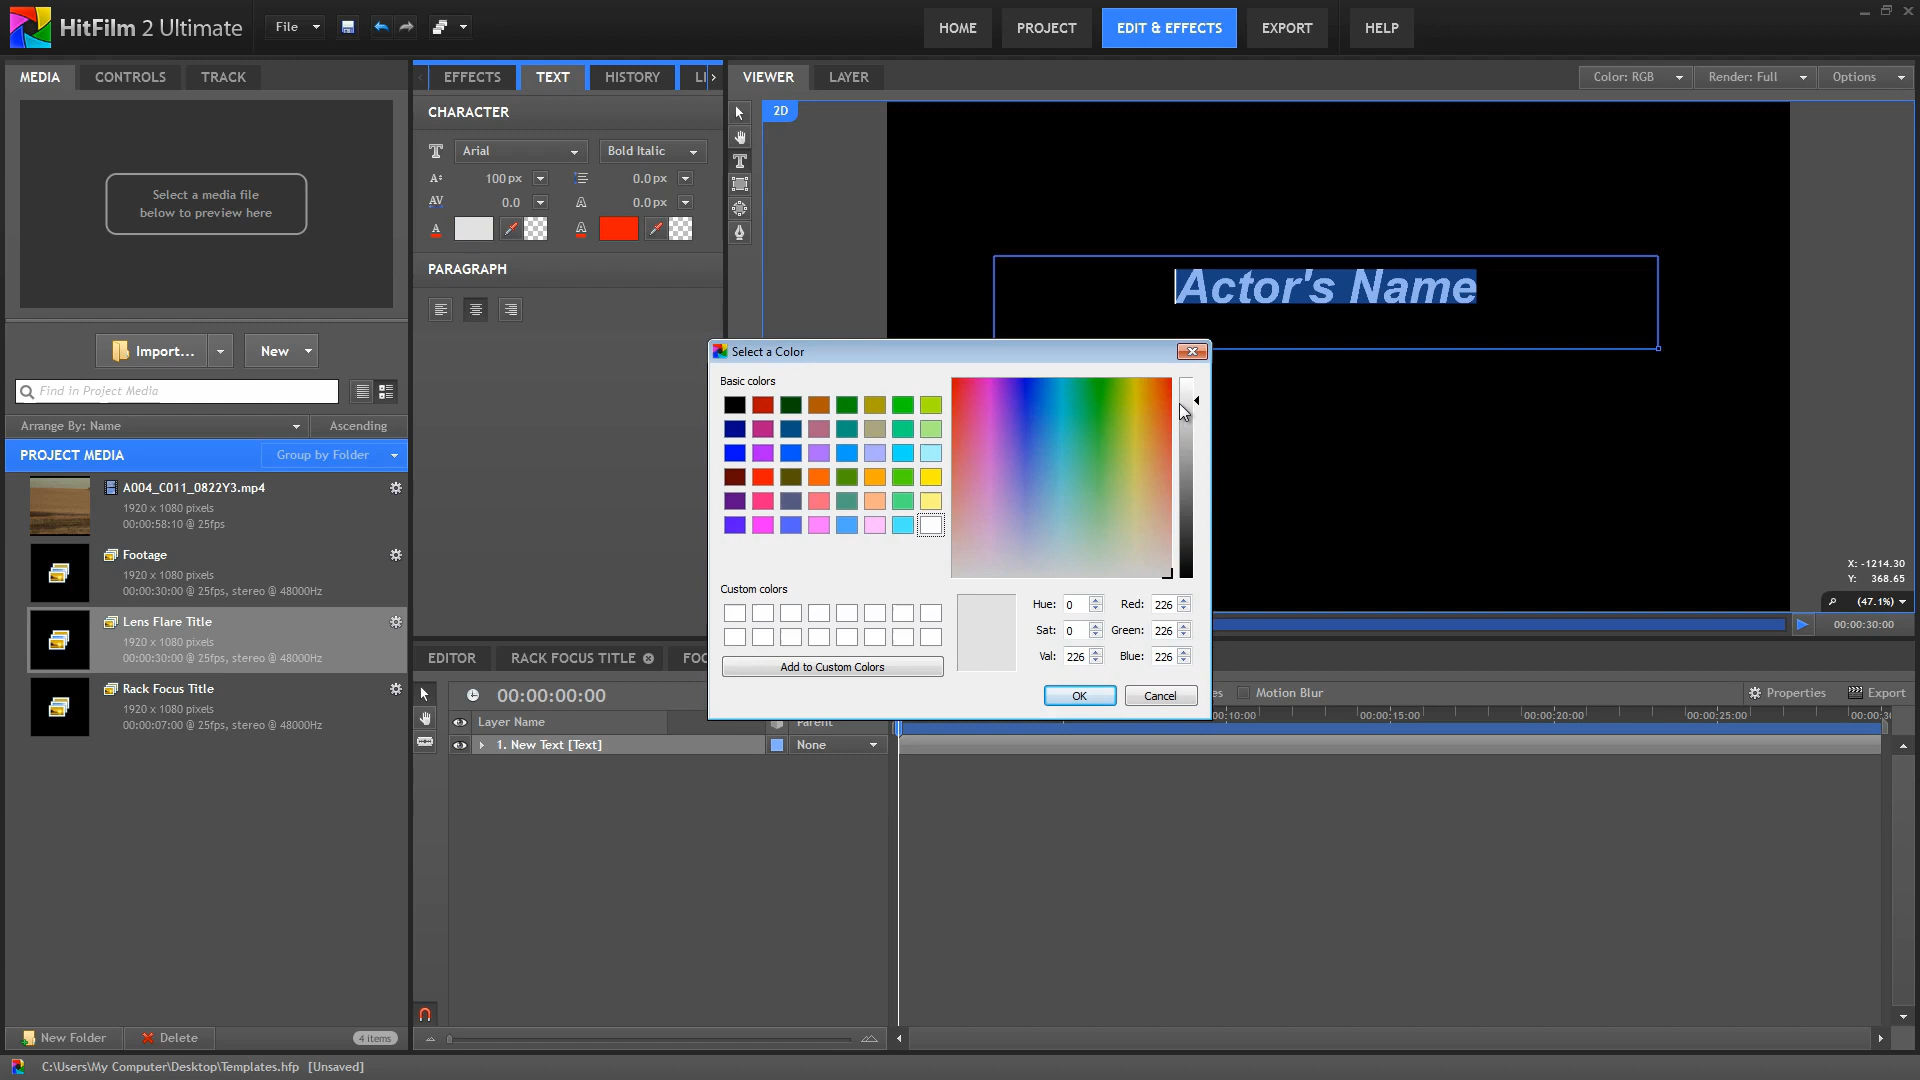 HitFilm 2 Ultimate
File
HOME
PROJECT
EDIT & EFFECTS
EXPORT
HELP
MEDIA
CONTROLS
TRACK
EFFECTS
TEXT
HISTORY
LI
VIEWER
LAYER
Color: RGB
Render: Full
Options
Select a media file
below to preview here
CHARACTER
Arial
Bold Italic
100 px
0.0 px
AV
0.0
0.0 px
PARAGRAPH
2D
Actor's Name
X: -1214.30
Y: 368.65
(47.1%)
00:00:30:00
Import...
New
Find in Project Media
Arrange By: Name
Ascending
PROJECT MEDIA
Group by Folder
A004_C011_0822Y3.mp4
1920 x 1080 pixels
00:00:58:10 @ 25fps
Footage
1920 x 1080 pixels
00:00:30:00 @ 25fps, stereo @ 48000Hz
Lens Flare Title
1920 x 1080 pixels
00:00:30:00 @ 25fps, stereo @ 48000Hz
Rack Focus Title
1920 x 1080 pixels
00:00:07:00 @ 25fps, stereo @ 48000Hz
New Folder
Delete
4 items
Select a Color
Basic colors
Custom colors
Add to Custom Colors
Hue: 0
Red: 226
Sat: 0
Green: 226
Val: 226
Blue: 226
OK
Cancel
EDITOR
RACK FOCUS TITLE
FOO
00:00:00:00
Motion Blur
Properties
Export
Layer Name
Parent
0:10:00
00:00:15:00
00:00:20:00
00:00:25:00
00:00:3
1. New Text [Text]
None
C:\Users\My Computer\Desktop\Templates.hfp [Unsaved]